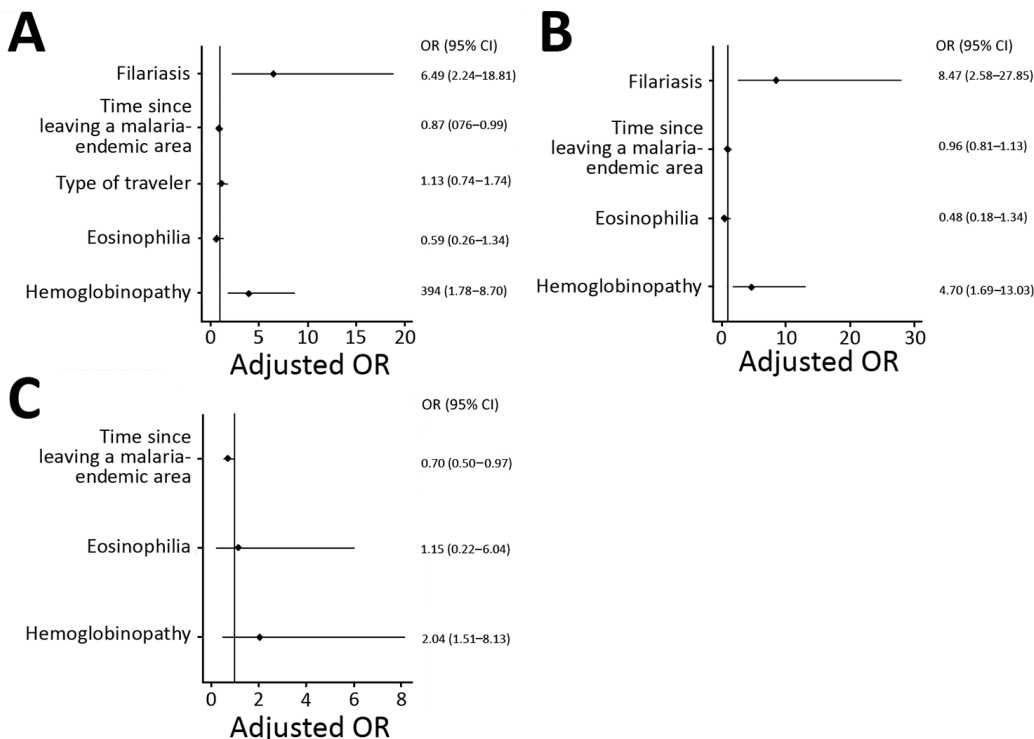 A
OR (95% CI)
Filariasis
6.49 (2.24–18.81)
Time since
leaving a malaria-
endemic area
0.87 (076–0.99)
Type of traveler
1.13 (0.74–1.74)
Eosinophilia
0.59 (0.26–1.34)
Hemoglobinopathy
394 (1.78–8.70)
0 5 10 15 20
Adjusted OR
B
OR (95% CI)
Filariasis
8.47 (2.58–27.85)
Time since
leaving a malaria-
endemic area
0.96 (0.81–1.13)
Eosinophilia
0.48 (0.18–1.34)
Hemoglobinopathy
4.70 (1.69–13.03)
0 10 20 30
Adjusted OR
C
OR (95% CI)
Time since
leaving a malaria-
endemic area
0.70 (0.50–0.97)
Eosinophilia
1.15 (0.22–6.04)
Hemoglobinopathy
2.04 (1.51–8.13)
0 2 4 6 8
Adjusted OR